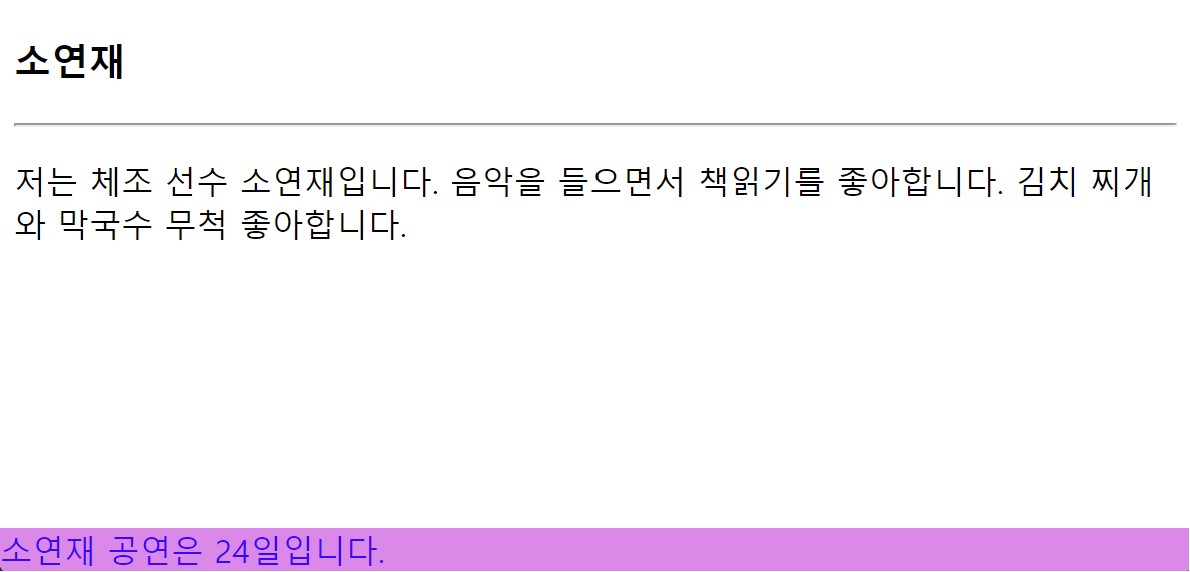 소연재
저는 체조 선수 소연재입니다. 음악을 들으면서 책읽기를 좋아합니다. 김치 찌개
와 막국수 무척 좋아합니다.
소연재 공연은 24일입니다.